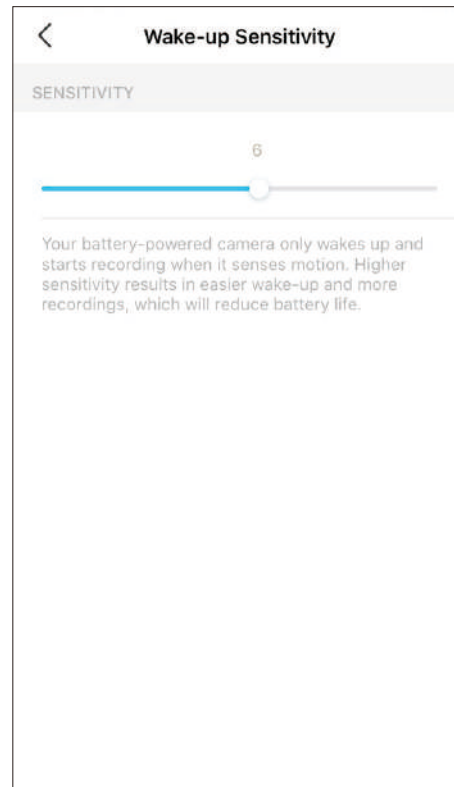 Wake-up Sensitivity
SENSITIVITY
6
Your battery-powered camera only wakes up and
starts recording when it senses motion. Higher
sensitivity results in easier wake-up and more
recordings, which will reduce battery life.